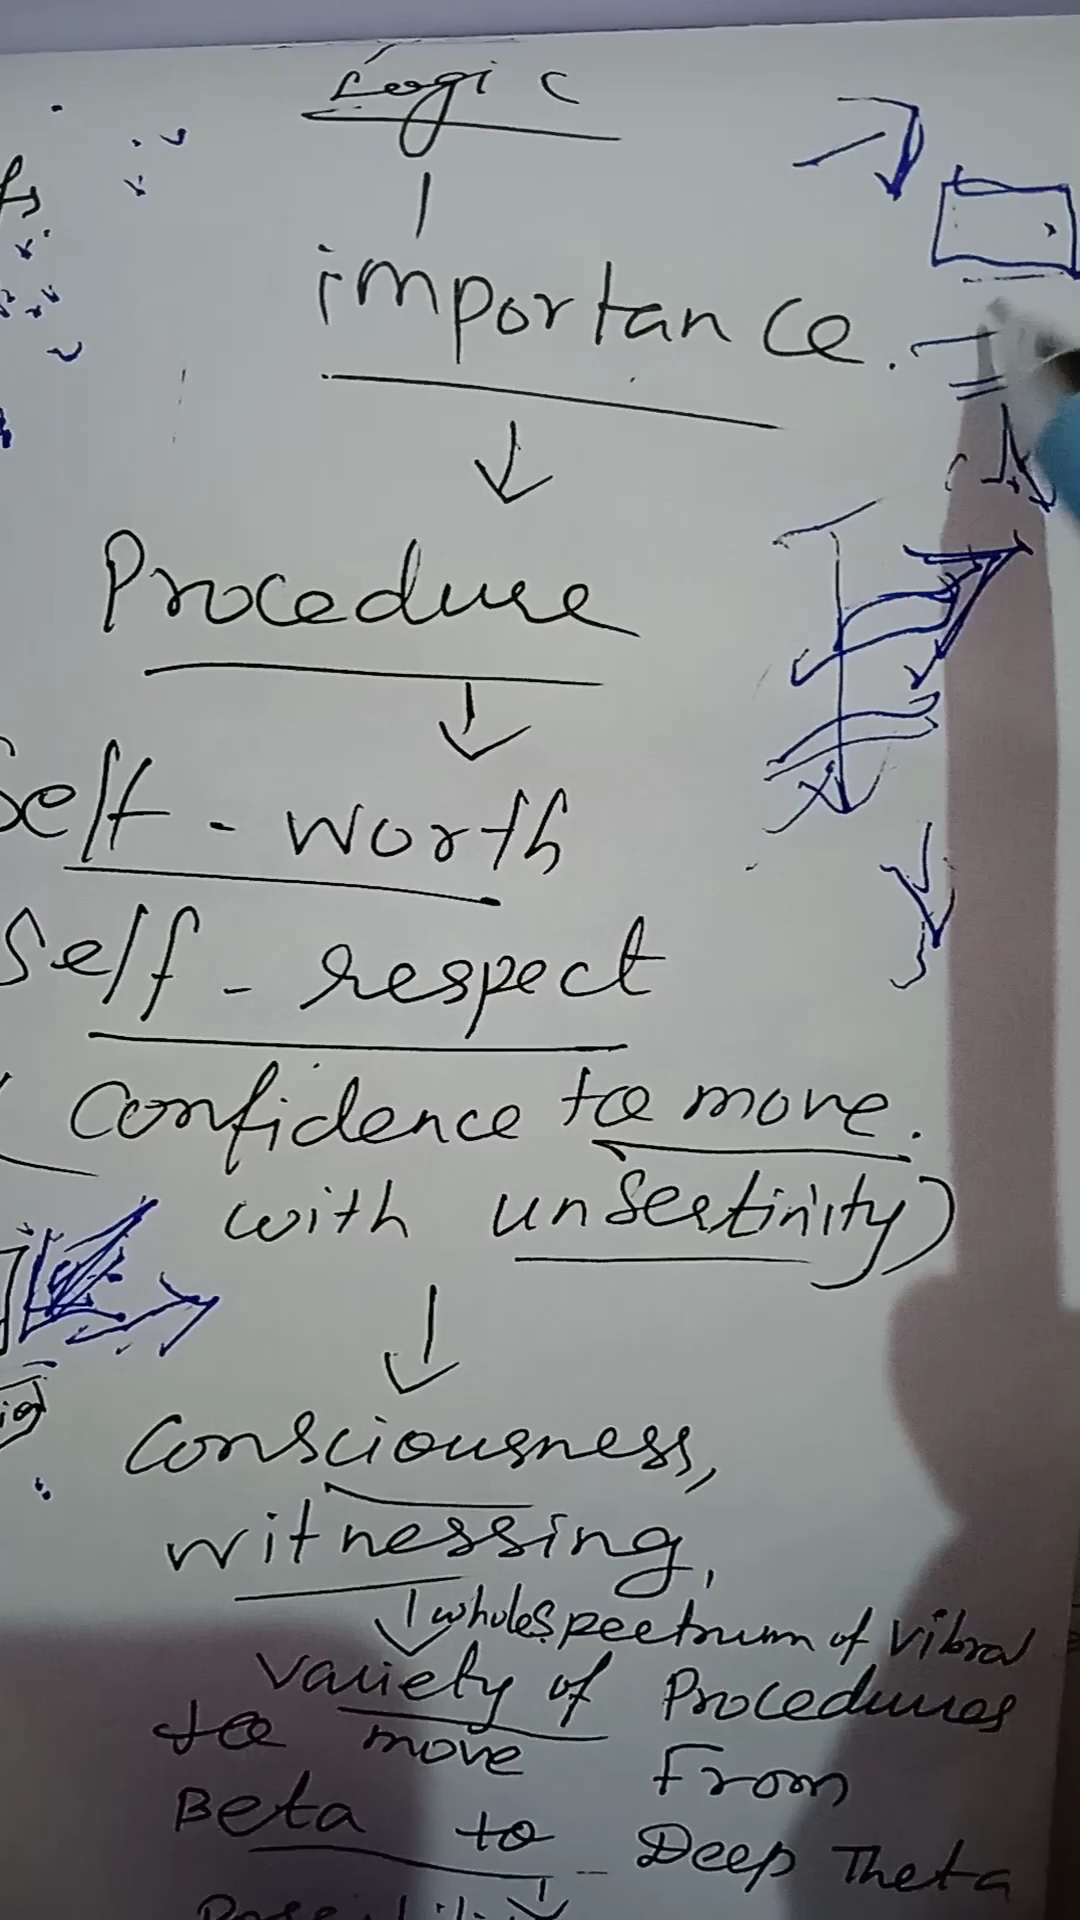 Logic
importance.
Procedure
Self - worth
Self - respect
(Confidence to move.
with unsertinity)
Consciousness,
witnessing,
whole spectrum of vibra
variety of Procedures
to move From
Beta to Deep Theta